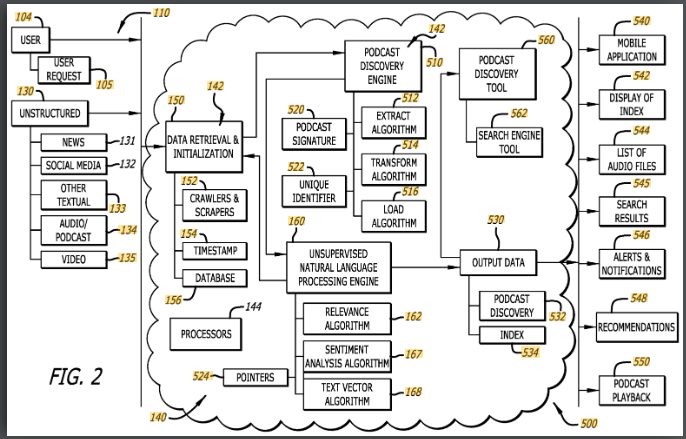 104
110
USER
USER
REQUEST
105
130
UNSTRUCTURED
NEWS
131
SOCIAL MEDIA
132
OTHER
TEXTUAL
133
AUDIO/
PODCAST
134
VIDEO
135
150
142
DATA RETRIEVAL &
INITIALIZATION
152
CRAWLERS &
SCRAPERS
154
TIMESTAMP
DATABASE
156
144
PROCESSORS
142
PODCAST
DISCOVERY
ENGINE
510
520
PODCAST
SIGNATURE
512
EXTRACT
ALGORITHM
514
TRANSFORM
ALGORITHM
522
UNIQUE
IDENTIFIER
516
LOAD
ALGORITHM
160
UNSUPERVISED
NATURAL LANGUAGE
PROCESSING ENGINE
RELEVANCE
ALGORITHM
162
SENTIMENT
ANALYSIS ALGORITHM
167
524
POINTERS
TEXT VECTOR
ALGORITHM
168
140
560
PODCAST
DISCOVERY
TOOL
562
SEARCH ENGINE
TOOL
530
OUTPUT DATA
PODCAST
DISCOVERY
532
INDEX
534
500
540
MOBILE
APPLICATION
542
DISPLAY OF
INDEX
544
LIST OF
AUDIO FILES
545
SEARCH
RESULTS
546
ALERTS &
NOTIFICATIONS
548
RECOMMENDATIONS
550
PODCAST
PLAYBACK
FIG. 2